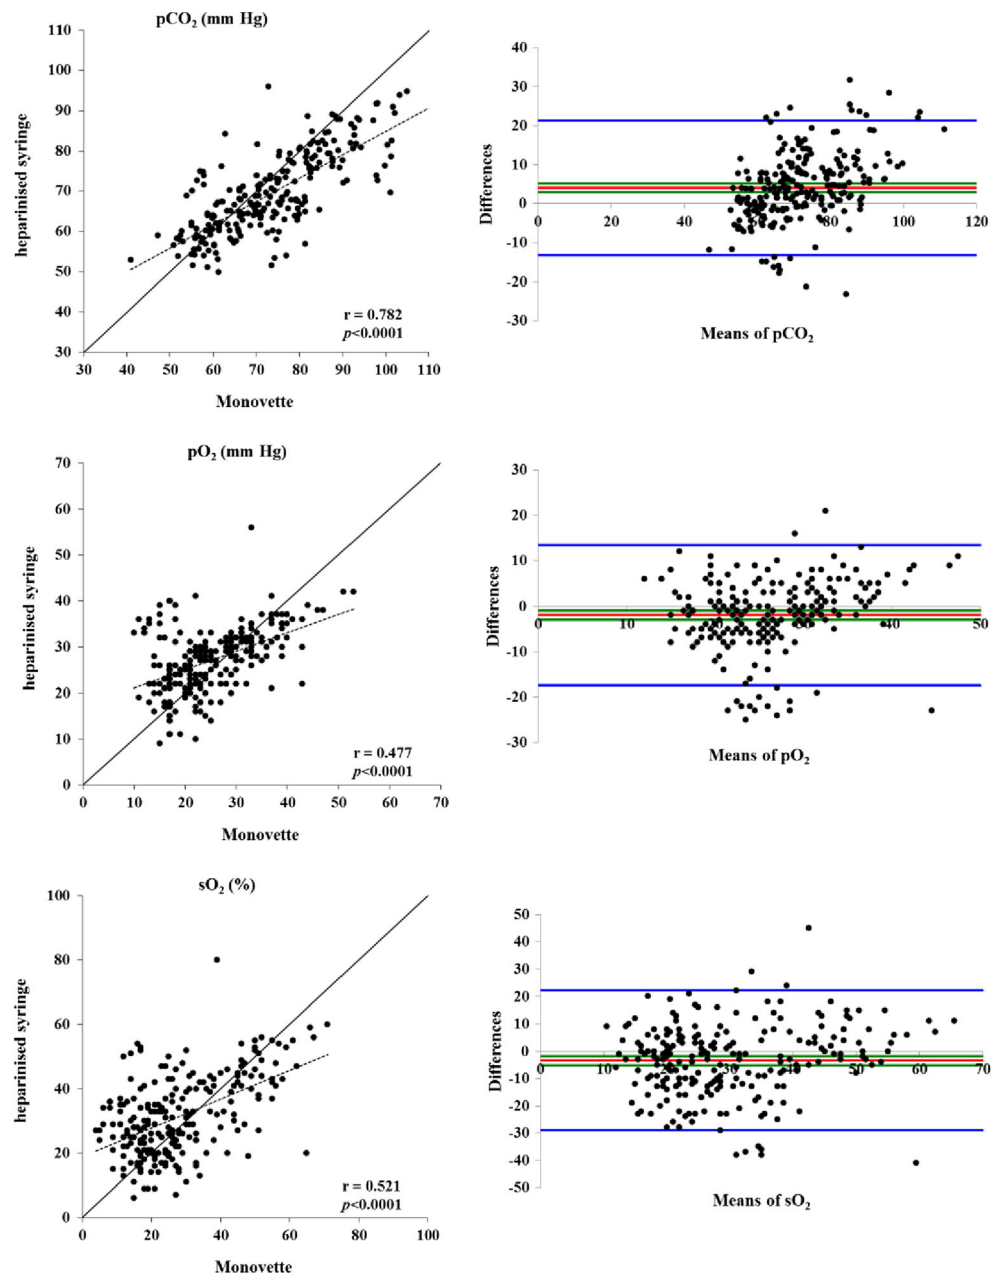 pCO₂ (mm Hg)
110
100
90
80
70
60
50
40
30
heparinised syringe
30 40 50 60 70 80 90 100 110
Monovette
r = 0.782
p<0.0001
40
30
20
10
0
-10
-20
-30
Differences
0 20 40 60 80 100 120
Means of pCO₂
pO₂ (mm Hg)
70
60
50
40
30
20
10
0
heparinised syringe
0 10 20 30 40 50 60 70
Monovette
r = 0.477
p<0.0001
30
20
10
0
-10
-20
-30
Differences
0 10 20 30 40 50
Means of pO₂
sO₂ (%)
100
80
60
40
20
0
heparinised syringe
0 20 40 60 80 100
Monovette
r = 0.521
p<0.0001
50
40
30
20
10
0
-10
-20
-30
-40
-50
Differences
0 10 20 30 40 50 60 70
Means of sO₂